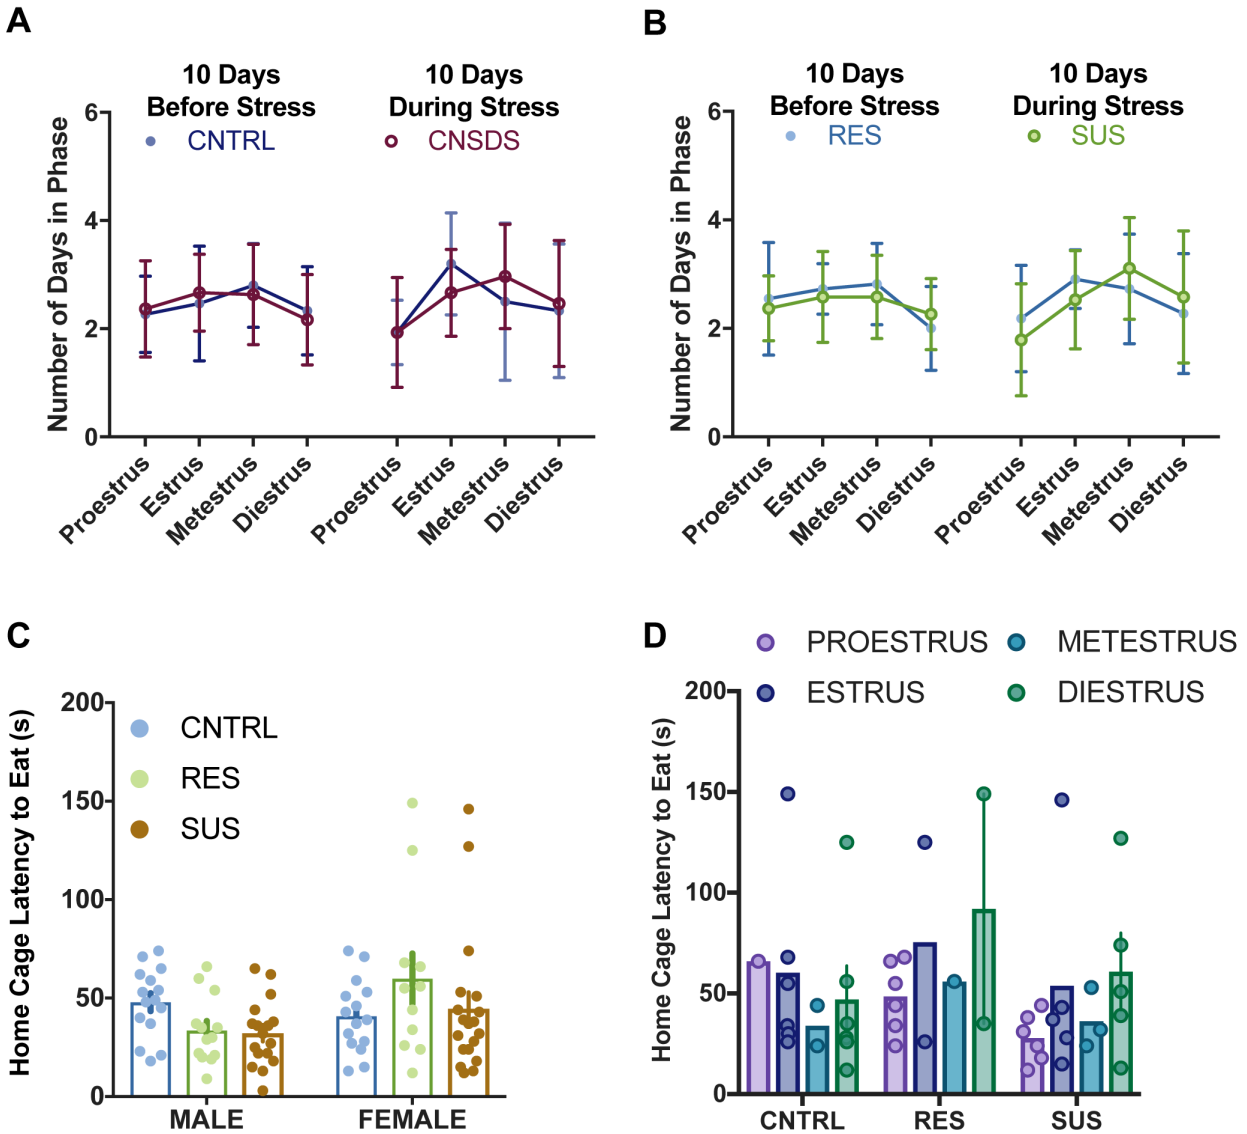 A
10 Days
Before Stress
10 Days
During Stress
CNTRL
CNSDS
Number of Days in Phase
6
4
2
0
Proestrus
Estrus
Metestrus
Diestrus
Proestrus
Estrus
Metestrus
Diestrus
B
10 Days
Before Stress
10 Days
During Stress
RES
SUS
Number of Days in Phase
6
4
2
0
Proestrus
Estrus
Metestrus
Diestrus
Proestrus
Estrus
Metestrus
Diestrus
C
Home Cage Latency to Eat (s)
200
150
100
50
0
CNTRL
RES
SUS
MALE
FEMALE
D
PROESTRUS
METESTRUS
ESTRUS
DIESTRUS
Home Cage Latency to Eat (s)
200
150
100
50
0
CNTRL
RES
SUS